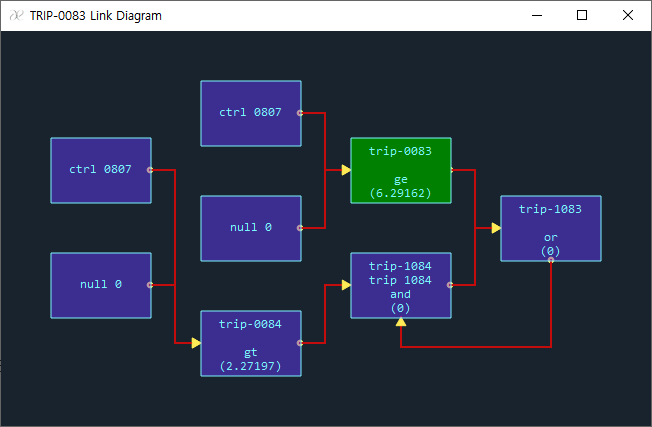 TRIP-0083 Link Diagram
ctrl 0807
ctrl 0807
trip-0083
ge
(6.29162)
null 0
trip-1083
or
(0)
null 0
trip-1084
trip 1084
and
(0)
trip-0084
gt
(2.27197)